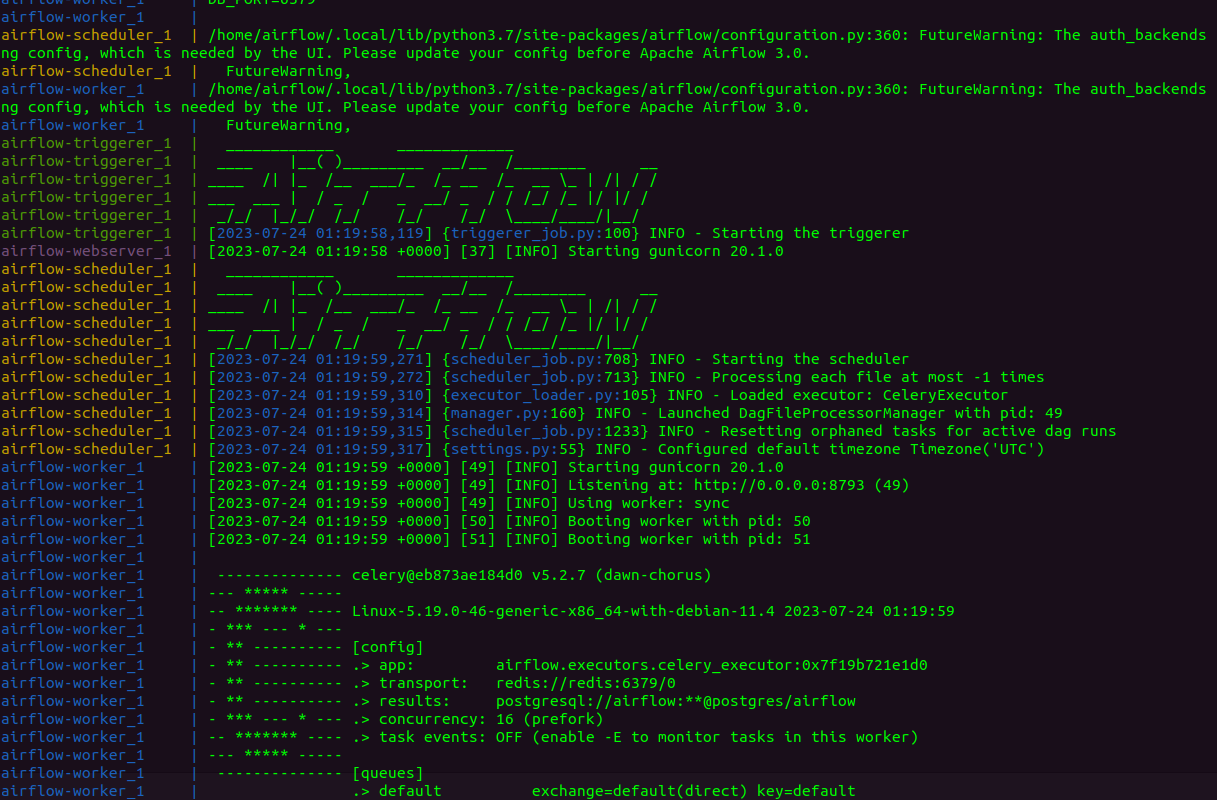 airflow-worker_1     | DB_PORT=6379
airflow-worker_1     |
airflow-scheduler_1  | /home/airflow/.local/lib/python3.7/site-packages/airflow/configuration.py:360: FutureWarning: The auth_backends
ng config, which is needed by the UI. Please update your config before Apache Airflow 3.0.
airflow-scheduler_1  |   FutureWarning,
airflow-worker_1     | /home/airflow/.local/lib/python3.7/site-packages/airflow/configuration.py:360: FutureWarning: The auth_backends
ng config, which is needed by the UI. Please update your config before Apache Airflow 3.0.
airflow-worker_1     |   FutureWarning,
airflow-triggerer_1  |   ____________       _____________
airflow-triggerer_1  |  ____    |__( )_________  __/__  /________      __
airflow-triggerer_1  | ____  /| |_  /__  ___/_  /_ __  /_  __ \_ | /| / /
airflow-triggerer_1  | ___  ___ |  / _  /   _  __/ _  / / /_/ /_ |/ |/ /
airflow-triggerer_1  |  _/_/  |_/_/  /_/    /_/    /_/  \____/____/|__/
airflow-triggerer_1  | [2023-07-24 01:19:58,119] {triggerer_job.py:100} INFO - Starting the triggerer
airflow-webserver_1  | [2023-07-24 01:19:58 +0000] [37] [INFO] Starting gunicorn 20.1.0
airflow-scheduler_1  |   ____________       _____________
airflow-scheduler_1  |  ____    |__( )_________  __/__  /________      __
airflow-scheduler_1  | ____  /| |_  /__  ___/_  /_ __  /_  __ \_ | /| / /
airflow-scheduler_1  | ___  ___ |  / _  /   _  __/ _  / / /_/ /_ |/ |/ /
airflow-scheduler_1  |  _/_/  |_/_/  /_/    /_/    /_/  \____/____/|__/
airflow-scheduler_1  | [2023-07-24 01:19:59,271] {scheduler_job.py:708} INFO - Starting the scheduler
airflow-scheduler_1  | [2023-07-24 01:19:59,272] {scheduler_job.py:713} INFO - Processing each file at most -1 times
airflow-scheduler_1  | [2023-07-24 01:19:59,310] {executor_loader.py:105} INFO - Loaded executor: CeleryExecutor
airflow-scheduler_1  | [2023-07-24 01:19:59,314] {manager.py:160} INFO - Launched DagFileProcessorManager with pid: 49
airflow-scheduler_1  | [2023-07-24 01:19:59,315] {scheduler_job.py:1233} INFO - Resetting orphaned tasks for active dag runs
airflow-scheduler_1  | [2023-07-24 01:19:59,317] {settings.py:55} INFO - Configured default timezone Timezone('UTC')
airflow-worker_1     | [2023-07-24 01:19:59 +0000] [49] [INFO] Starting gunicorn 20.1.0
airflow-worker_1     | [2023-07-24 01:19:59 +0000] [49] [INFO] Listening at: http://0.0.0.0:8793 (49)
airflow-worker_1     | [2023-07-24 01:19:59 +0000] [49] [INFO] Using worker: sync
airflow-worker_1     | [2023-07-24 01:19:59 +0000] [50] [INFO] Booting worker with pid: 50
airflow-worker_1     | [2023-07-24 01:19:59 +0000] [51] [INFO] Booting worker with pid: 51
airflow-worker_1     |
airflow-worker_1     |  -------------- celery@eb873ae184d0 v5.2.7 (dawn-chorus)
airflow-worker_1     | --- ***** -----
airflow-worker_1     | -- ******* ---- Linux-5.19.0-46-generic-x86_64-with-debian-11.4 2023-07-24 01:19:59
airflow-worker_1     | - *** --- * ---
airflow-worker_1     | - ** ---------- [config]
airflow-worker_1     | - ** ---------- .> app:         airflow.executors.celery_executor:0x7f19b721e1d0
airflow-worker_1     | - ** ---------- .> transport:   redis://redis:6379/0
airflow-worker_1     | - ** ---------- .> results:     postgresql://airflow:**@postgres/airflow
airflow-worker_1     | - *** --- * --- .> concurrency: 16 (prefork)
airflow-worker_1     | -- ******* ---- .> task events: OFF (enable -E to monitor tasks in this worker)
airflow-worker_1     | --- ***** -----
airflow-worker_1     |  -------------- [queues]
airflow-worker_1     |                 .> default          exchange=default(direct) key=default